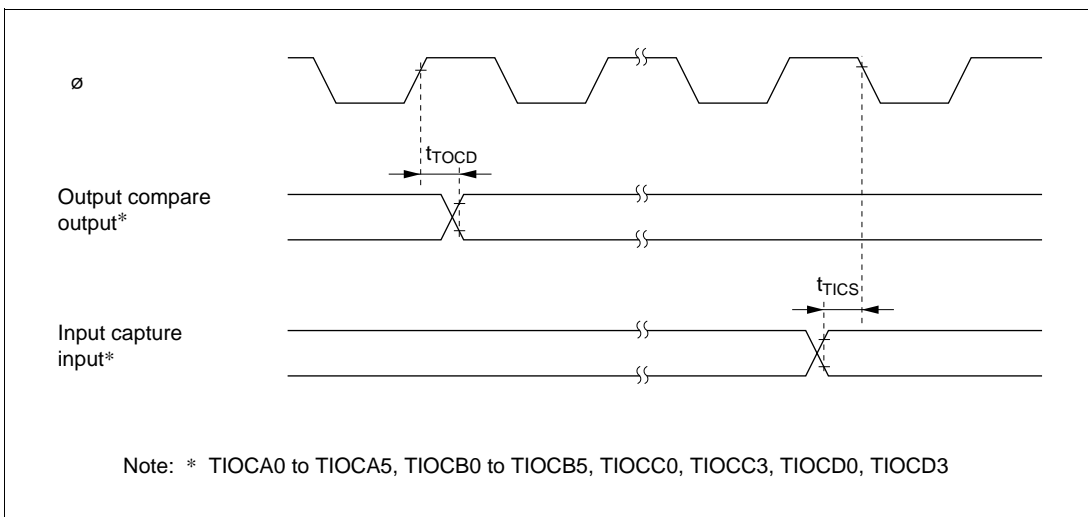 ø
tTOCD
Output compare
output*
tTICS
Input capture
input*
Note: * TIOCA0 to TIOCA5, TIOCB0 to TIOCB5, TIOCC0, TIOCC3, TIOCD0, TIOCD3